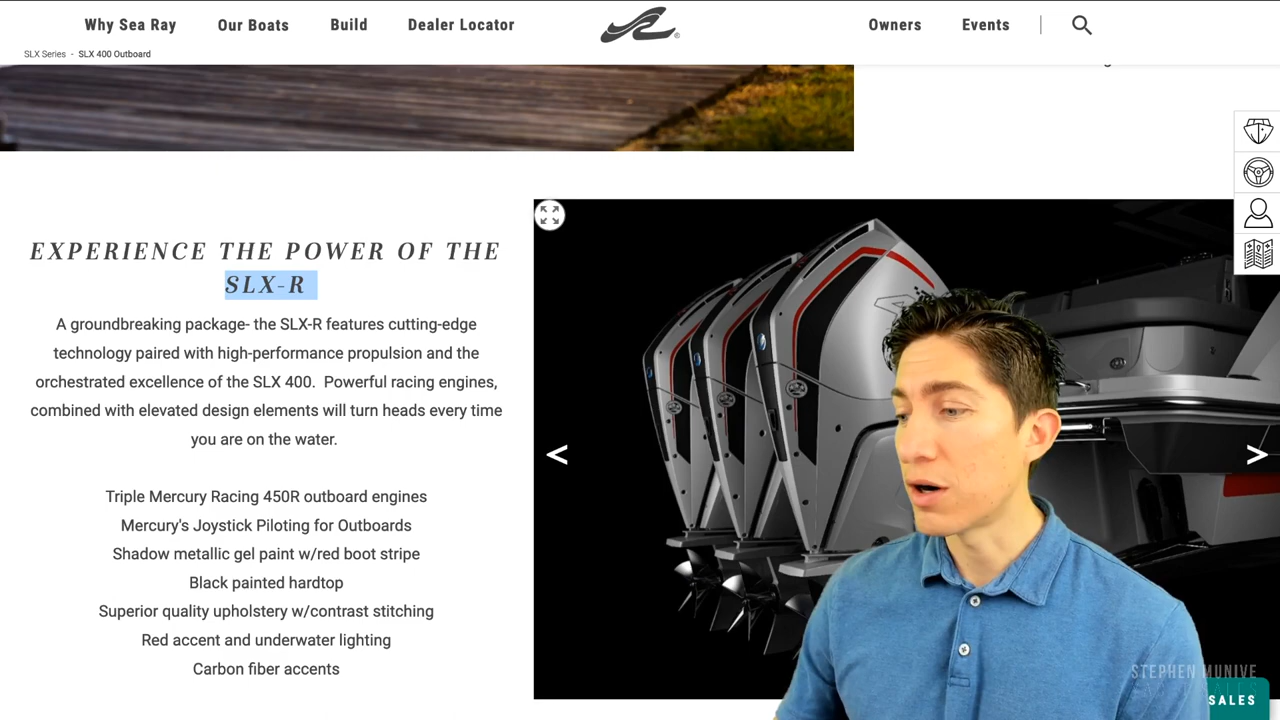 Why Sea Ray
Our Boats
Build
Dealer Locator
Owners
Events
SLX Series - SLX 400 Outboard
EXPERIENCE THE POWER OF THE
SLX-R
A groundbreaking package- the SLX-R features cutting-edge
technology paired with high-performance propulsion and the
orchestrated excellence of the SLX 400. Powerful racing engines,
combined with elevated design elements will turn heads every time
you are on the water.
Triple Mercury Racing 450R outboard engines
Mercury's Joystick Piloting for Outboards
Shadow metallic gel paint w/red boot stripe
Black painted hardtop
Superior quality upholstery w/contrast stitching
Red accent and underwater lighting
Carbon fiber accents
< >
STEPHEN MUNIVE
SALES